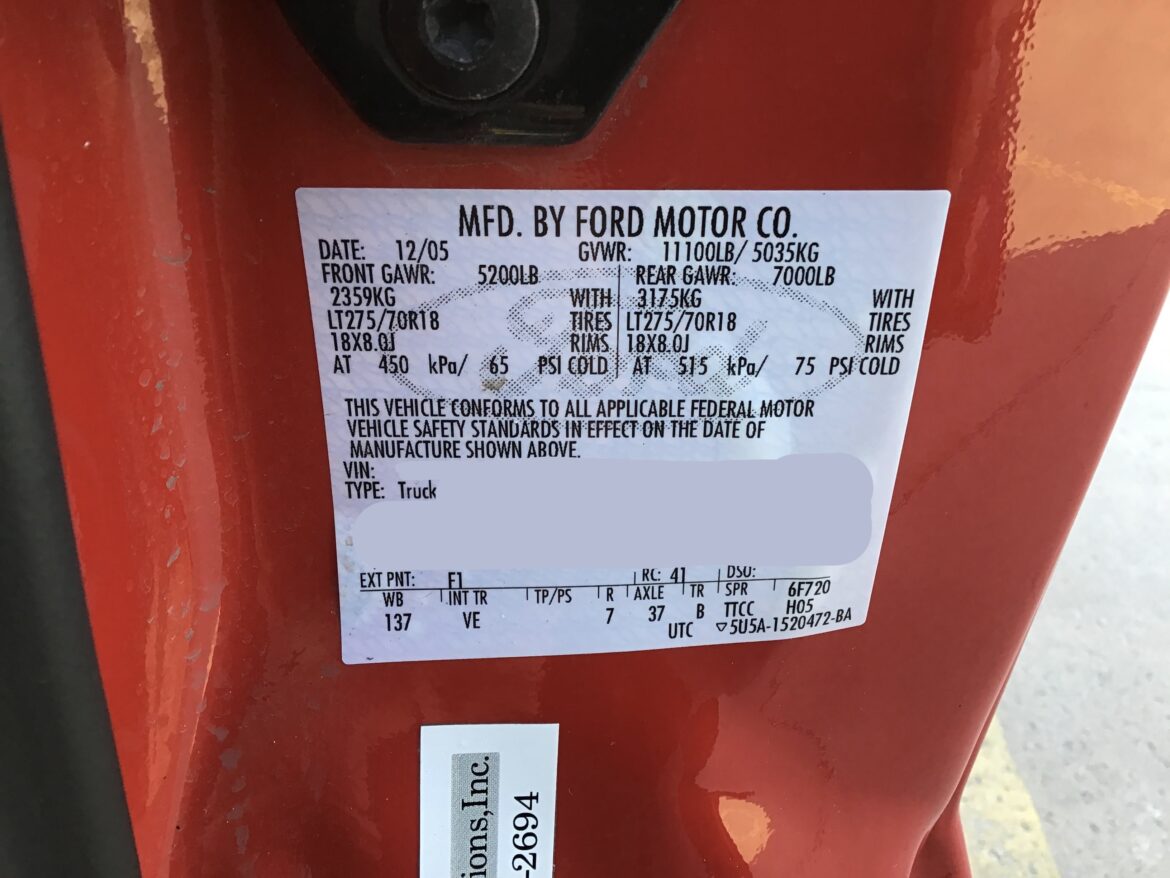 MFD. BY FORD MOTOR CO.
DATE: 12/05 GVWR: 11100LB/ 5035KG
FRONT GAWR: 5200LB REAR GAWR: 7000LB
2359KG WITH 3175KG WITH
LT275/70R18 TIRES LT275/70R18 TIRES
18X8.0J RIMS 18X8.0J RIMS
AT 450 kPa/ 65 PSI COLD AT 515 kPa/ 75 PSI COLD
Ford
THIS VEHICLE CONFORMS TO ALL APPLICABLE FEDERAL MOTOR
VEHICLE SAFETY STANDARDS IN EFFECT ON THE DATE OF
MANUFACTURE SHOWN ABOVE.
VIN:
TYPE: Truck
EXT PNT: F1 RC: 41 DSO:
WB INT TR TP/PS R AXLE TR SPR 6F720
137 VE 7 37 B TTCC H05
UTC ▽5U5A-1520472-BA
ions,Inc.
-2694